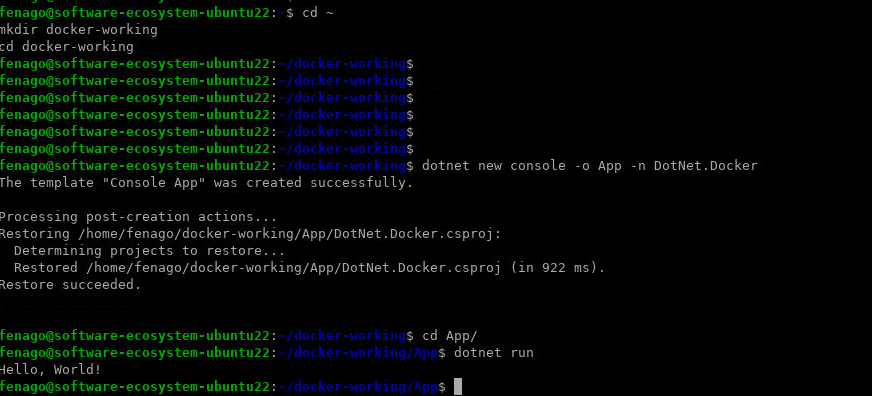 fenago@software-ecosystem-ubuntu22:~$ cd ~
mkdir docker-working
cd docker-working
fenago@software-ecosystem-ubuntu22:~/docker-working$
fenago@software-ecosystem-ubuntu22:~/docker-working$
fenago@software-ecosystem-ubuntu22:~/docker-working$
fenago@software-ecosystem-ubuntu22:~/docker-working$
fenago@software-ecosystem-ubuntu22:~/docker-working$
fenago@software-ecosystem-ubuntu22:~/docker-working$
fenago@software-ecosystem-ubuntu22:~/docker-working$ dotnet new console -o App -n DotNet.Docker
The template "Console App" was created successfully.
Processing post-creation actions...
Restoring /home/fenago/docker-working/App/DotNet.Docker.csproj:
  Determining projects to restore...
  Restored /home/fenago/docker-working/App/DotNet.Docker.csproj (in 922 ms).
Restore succeeded.
fenago@software-ecosystem-ubuntu22:~/docker-working$ cd App/
fenago@software-ecosystem-ubuntu22:~/docker-working/App$ dotnet run
Hello, World!
fenago@software-ecosystem-ubuntu22:~/docker-working/App$